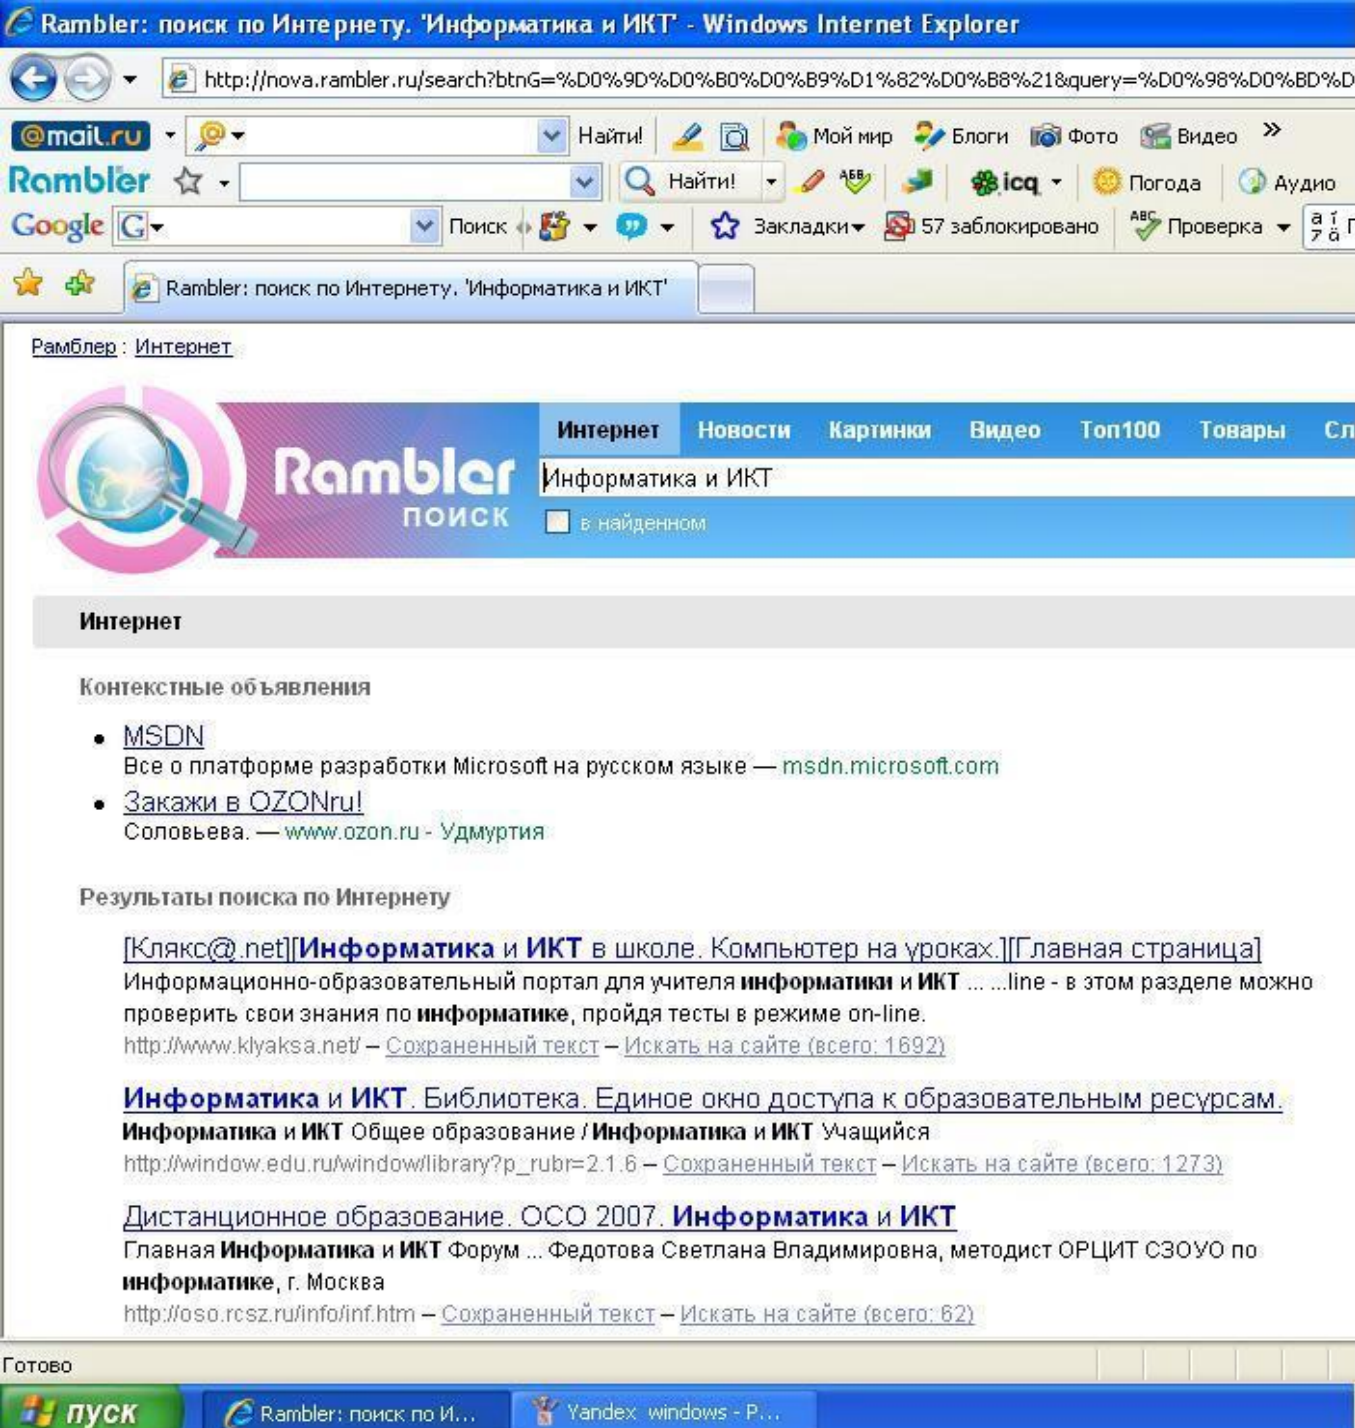 Rambler: поиск по Интернету. 'Информатика и ИКТ' - Windows Internet Explorer
http://nova.rambler.ru/search?btnG=%D0%9D%D0%B0%D0%B9%D1%82%D0%B8%21&query=%D0%98%D0%BD%D
@mail.ru Найти! Мой мир Блоги Фото Видео »
Rambler Найти! АБВ icq Погода Аудио
Google G Поиск Закладки 57 заблокировано ABC Проверка
Rambler: поиск по Интернету. 'Информатика и ИКТ'
Рамблер : Интернет
Интернет Новости Картинки Видео Топ100 Товары Сл
Rambler
Информатика и ИКТ
поиск
в найденном
Интернет
Контекстные объявления
• MSDN
Все о платформе разработки Microsoft на русском языке — msdn.microsoft.com
• Закажи в OZONru!
Соловьева. — www.ozon.ru - Удмуртия
Результаты поиска по Интернету
[Клякс@.net][Информатика и ИКТ в школе. Компьютер на уроках.][Главная страница]
Информационно-образовательный портал для учителя информатики и ИКТ ... ...line - в этом разделе можно
проверить свои знания по информатике, пройдя тесты в режиме on-line.
http://www.klyaksa.net/ – Сохраненный текст – Искать на сайте (всего: 1692)
Информатика и ИКТ. Библиотека. Единое окно доступа к образовательным ресурсам.
Информатика и ИКТ Общее образование / Информатика и ИКТ Учащийся
http://window.edu.ru/window/library?p_rubr=2.1.6 – Сохраненный текст – Искать на сайте (всего: 1273)
Дистанционное образование. ОСО 2007. Информатика и ИКТ
Главная Информатика и ИКТ Форум ... Федотова Светлана Владимировна, методист ОРЦИТ СЗОУО по
информатике, г. Москва
http://oso.rcsz.ru/info/inf.htm – Сохраненный текст – Искать на сайте (всего: 62)
Готово
пуск Rambler: поиск по И... Yandex windows - P...